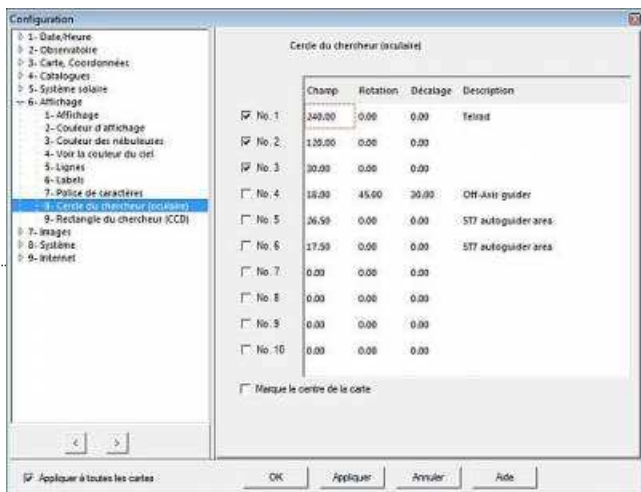 Configuration
1- Date/Heure
2- Observatoire
3- Carte, Coordonnées
4- Catalogues
5- Système solaire
6- Affichage
1- Affichage
2- Couleur d'affichage
3- Couleur des nébuleuses
4- Voir la couleur du ciel
5- Lignes
6- Labels
7- Police de caractères
8- Cercle du chercheur (oculaire)
9- Rectangle du chercheur (CCD)
7- Images
8- Système
9- Internet
< >
Cercle du chercheur (oculaire)
Champ Rotation Décalage Description
No. 1 240.00 0.00 0.00 Telrad
No. 2 120.00 0.00 0.00
No. 3 30.00 0.00 0.00
No. 4 18.00 45.00 30.00 Off-Axis guider
No. 5 26.50 0.00 0.00 ST7 autoguider area
No. 6 17.50 0.00 0.00 ST7 autoguider area
No. 7 0.00 0.00 0.00
No. 8 0.00 0.00 0.00
No. 9 0.00 0.00 0.00
No. 10 0.00 0.00 0.00
Marque le centre de la carte
Appliquer à toutes les cartes OK Appliquer Annuler Aide